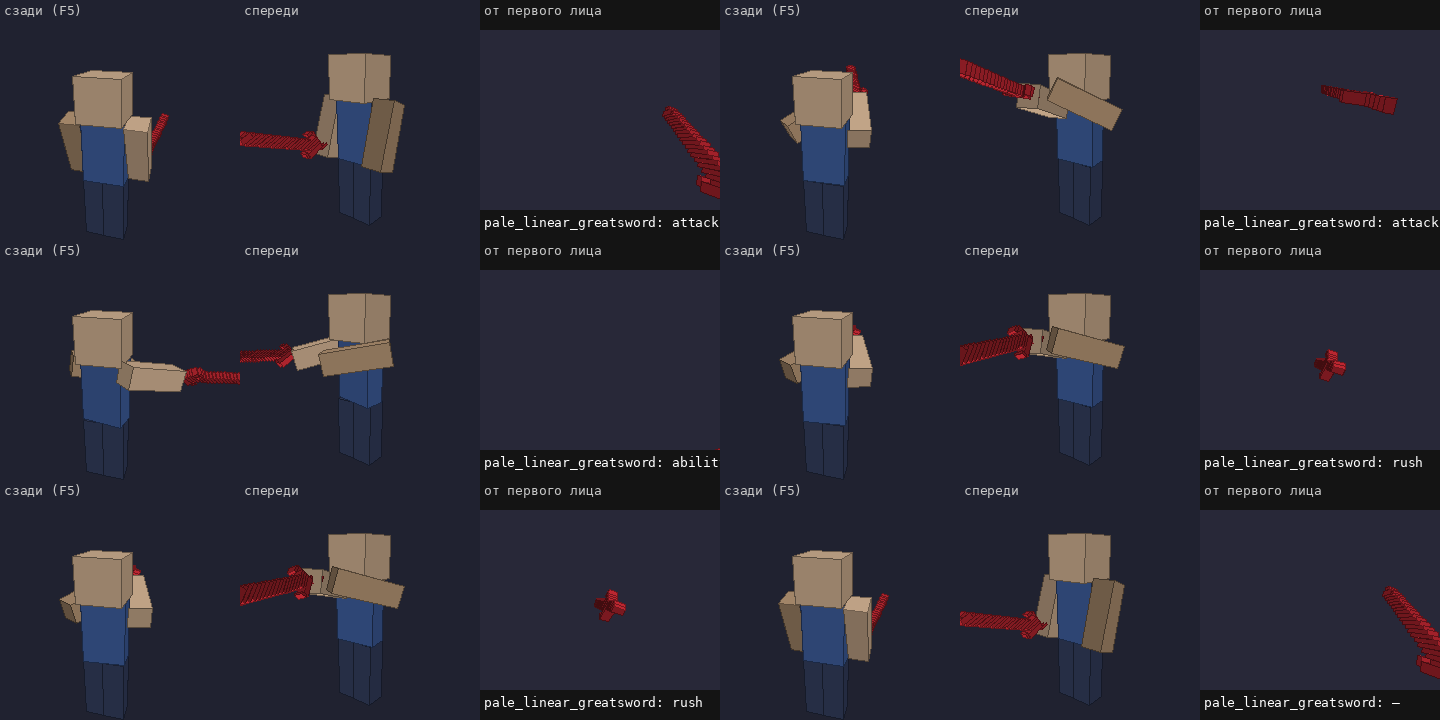 сзади (F5) спереди от первого лица сзади (F5) спереди от первого лица
pale_linear_greatsword: attack pale_linear_greatsword: attack
сзади (F5) спереди от первого лица сзади (F5) спереди от первого лица
pale_linear_greatsword: abilit pale_linear_greatsword: rush
сзади (F5) спереди от первого лица сзади (F5) спереди от первого лица
pale_linear_greatsword: rush pale_linear_greatsword: —